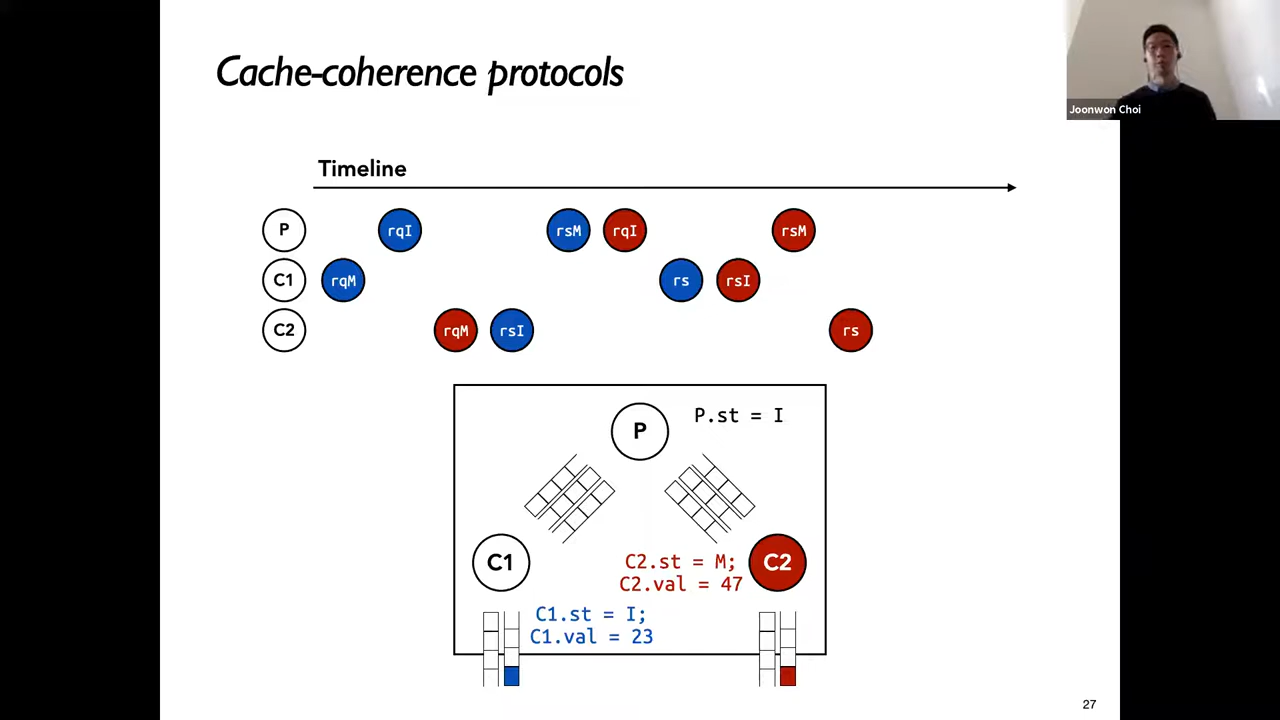 Cache-coherence protocols
Joonwon Choi
Timeline
P rqI rsM rqI rsM
C1 rqM rs rsI
C2 rqM rsI rs
P P.st = I
C1 C2.st = M; C2
C2.val = 47
C1.st = I;
C1.val = 23
27